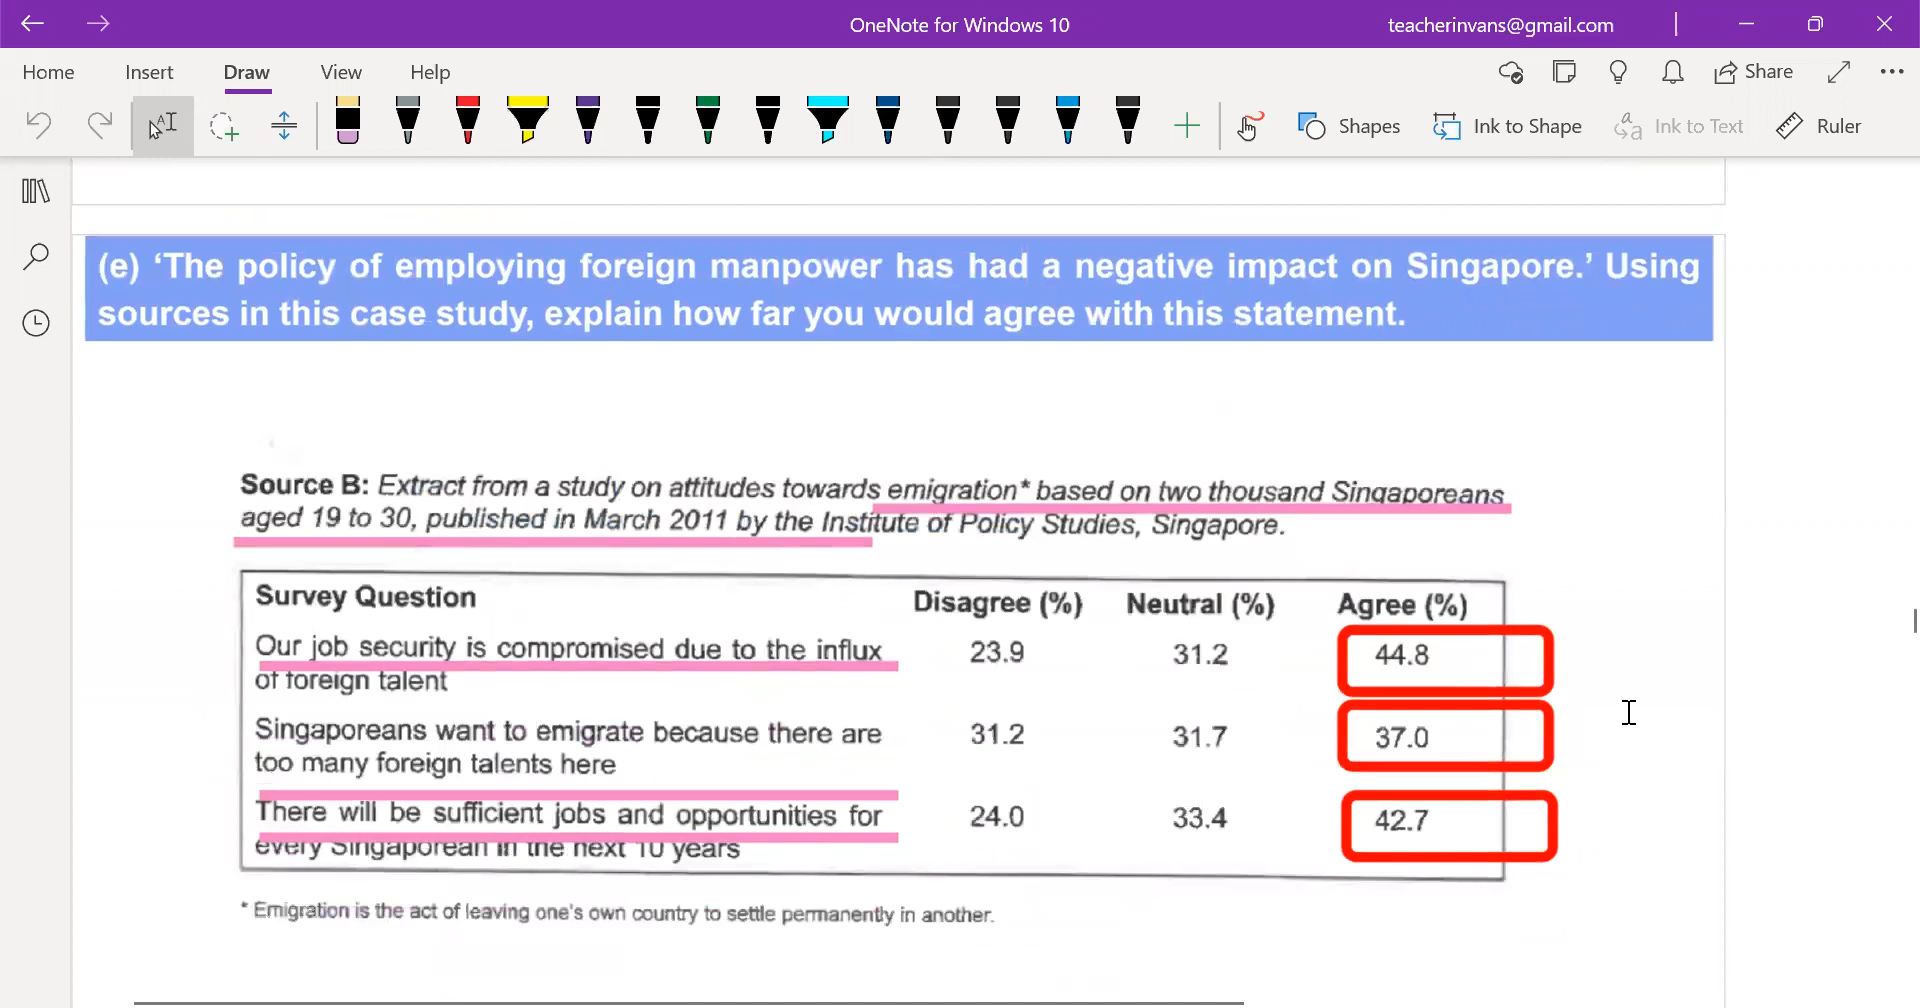 OneNote for Windows 10
teacherinvans@gmail.com
Home Insert Draw View Help
Share
Shapes Ink to Shape Ink to Text Ruler
(e) ‘The policy of employing foreign manpower has had a negative impact on Singapore.’ Using
sources in this case study, explain how far you would agree with this statement.
Source B: Extract from a study on attitudes towards emigration* based on two thousand Singaporeans
aged 19 to 30, published in March 2011 by the Institute of Policy Studies, Singapore.
Survey Question Disagree (%) Neutral (%) Agree (%)
Our job security is compromised due to the influx 23.9 31.2 44.8
of foreign talent
Singaporeans want to emigrate because there are 31.2 31.7 37.0
too many foreign talents here
There will be sufficient jobs and opportunities for 24.0 33.4 42.7
every Singaporean in the next 10 years
* Emigration is the act of leaving one's own country to settle permanently in another.